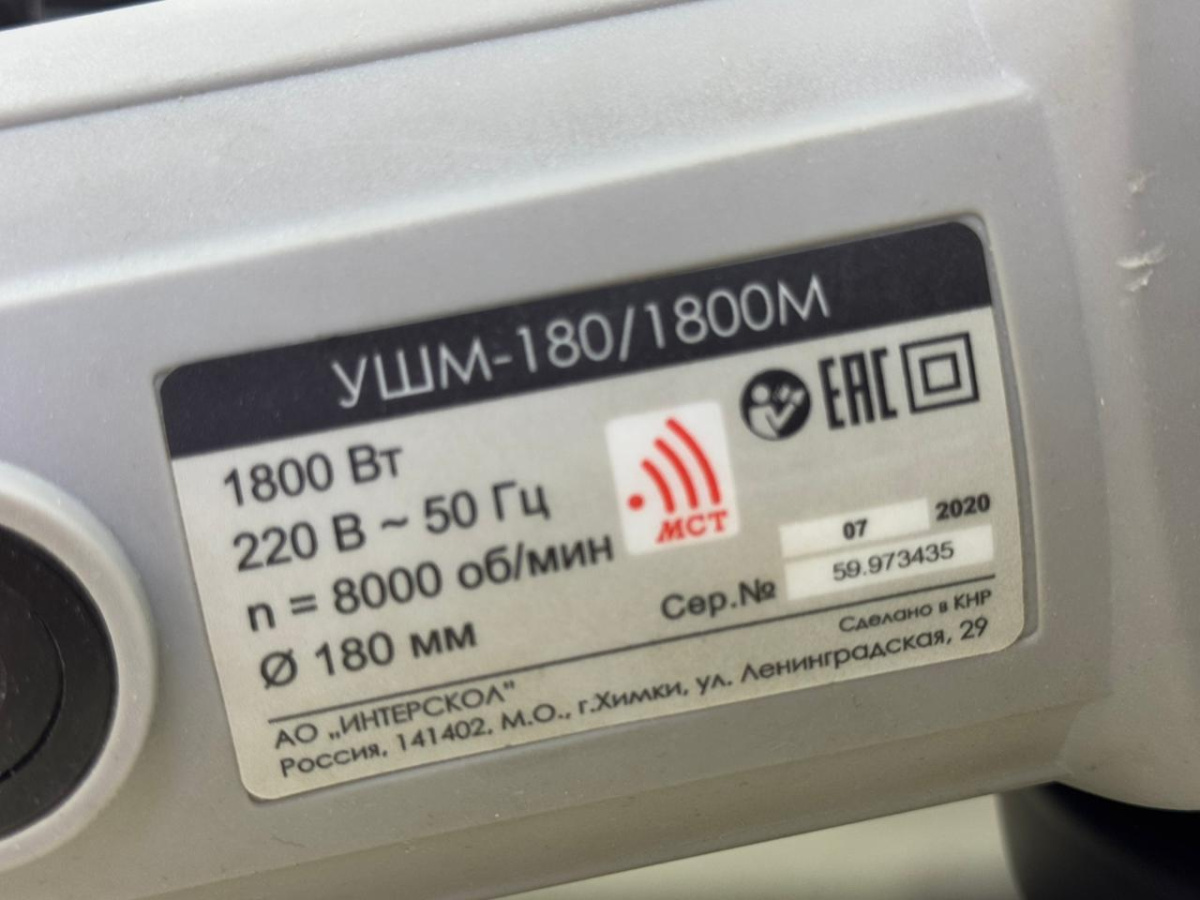 УШМ-180/1800М
1800 Вт
220 В ~ 50 Гц
n = 8000 об/мин
Ø 180 мм
МСТ
ЕАС
07 2020
Сер.№ 59.973435
Сделано в КНР
АО „ИНТЕРСКОЛ"
Россия, 141402, М.О., г.Химки, ул. Ленинградская, 29